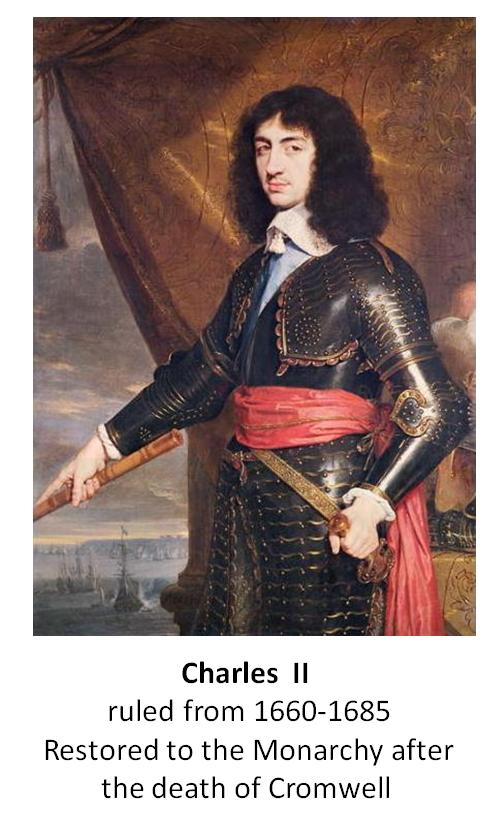 Charles II
ruled from 1660-1685
Restored to the Monarchy after
the death of Cromwell